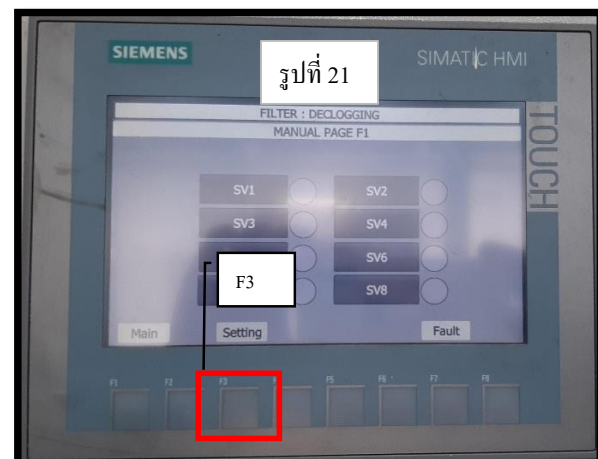 SIEMENS
SIMATIC HMI
รูปที่ 21
TOUCH
FILTER : DECLOGGING
MANUAL PAGE F1
SV1
SV2
SV3
SV4
SV6
F3
SV8
Main
Setting
Fault
F1
F2
F3
F5
F6
F7
F8